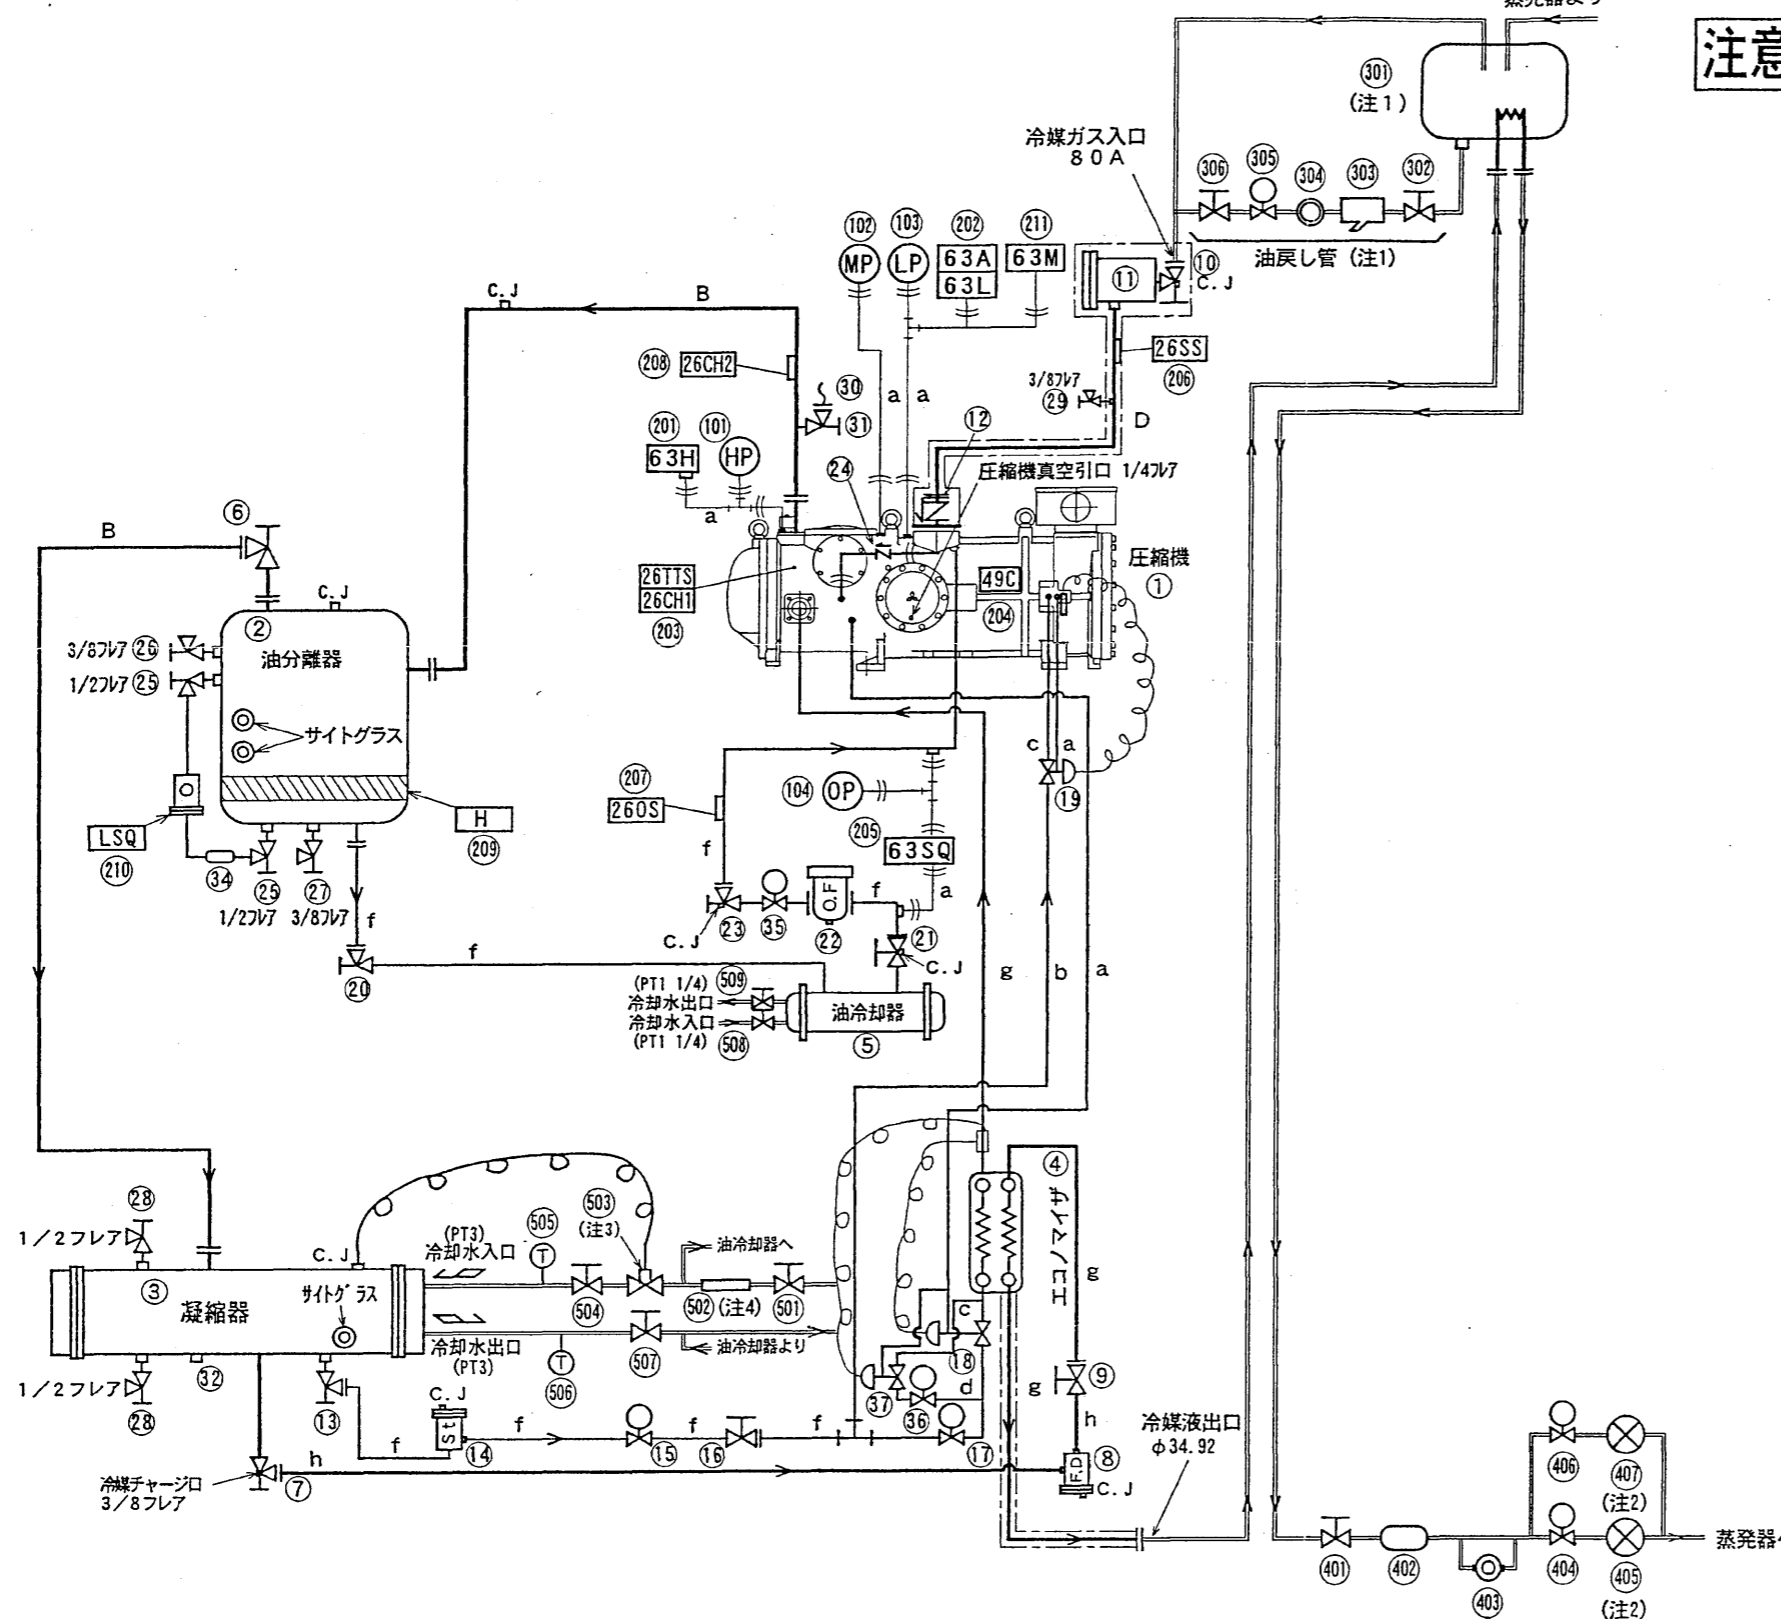 注意
301
(注1)
冷媒ガス入口
80A
306
305
304
303
302
油戻し管 (注1)
102
103
202
211
MP
LP
63A
63L
63M
11
10
C.J
C.J
B
208
26CH2
30
31
a
a
3/8フレア
29
26SS
206
D
201
101
63H
HP
a
24
12
圧縮機真空引口 1/4フレア
圧縮機
1
B
6
C.J
2
油分離器
3/8フレア
26
1/2フレア
25
サイトグラス
26TTS
26CH1
203
49C
204
LSQ
210
H
209
34
25
1/2フレア
27
3/8フレア
f
20
f
207
26OS
f
104
OP
205
63SQ
a
c
a
19
C.J
23
35
O.F
22
f
21
C.J
g
b
a
(PT1 1/4)
509
冷却水出口
冷却水入口
(PT1 1/4)
508
油冷却器
5
28
1/2フレア
3
凝縮器
C.J
サイトグラス
(PT3)
冷却水入口
505
T
503
(注3)
油冷却器へ
504
502
(注4)
501
冷却水出口
(PT3)
T
506
507
油冷却器より
4
エコノマイザ
g
c
18
d
37
36
g
9
h
1/2フレア
28
32
13
C.J
St
14
f
f
15
f
16
f
17
8
F.D
C.J
冷媒チャージ口
3/8フレア
7
h
冷媒液出口
φ34.92
401
402
403
404
405
(注2)
406
407
(注2)
蒸発器